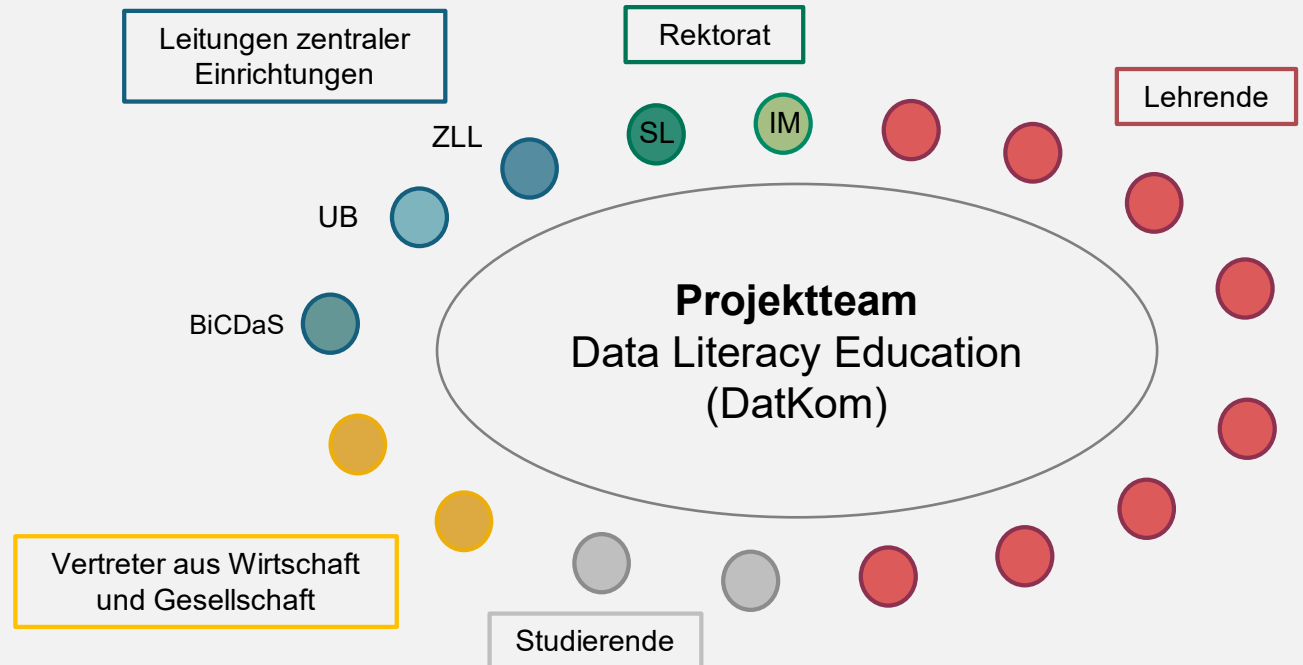 Leitungen zentraler
Einrichtungen
Rektorat
Lehrende
ZLL
SL
IM
UB
BiCDaS
Projektteam
Data Literacy Education
(DatKom)
Vertreter aus Wirtschaft
und Gesellschaft
Studierende